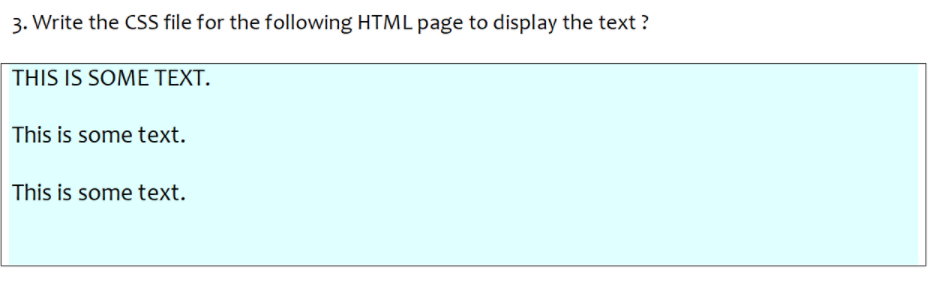 3. Write the CSS file for the following HTML page to display the text ?
THIS IS SOME TEXT.
This is some text.
This is some text.